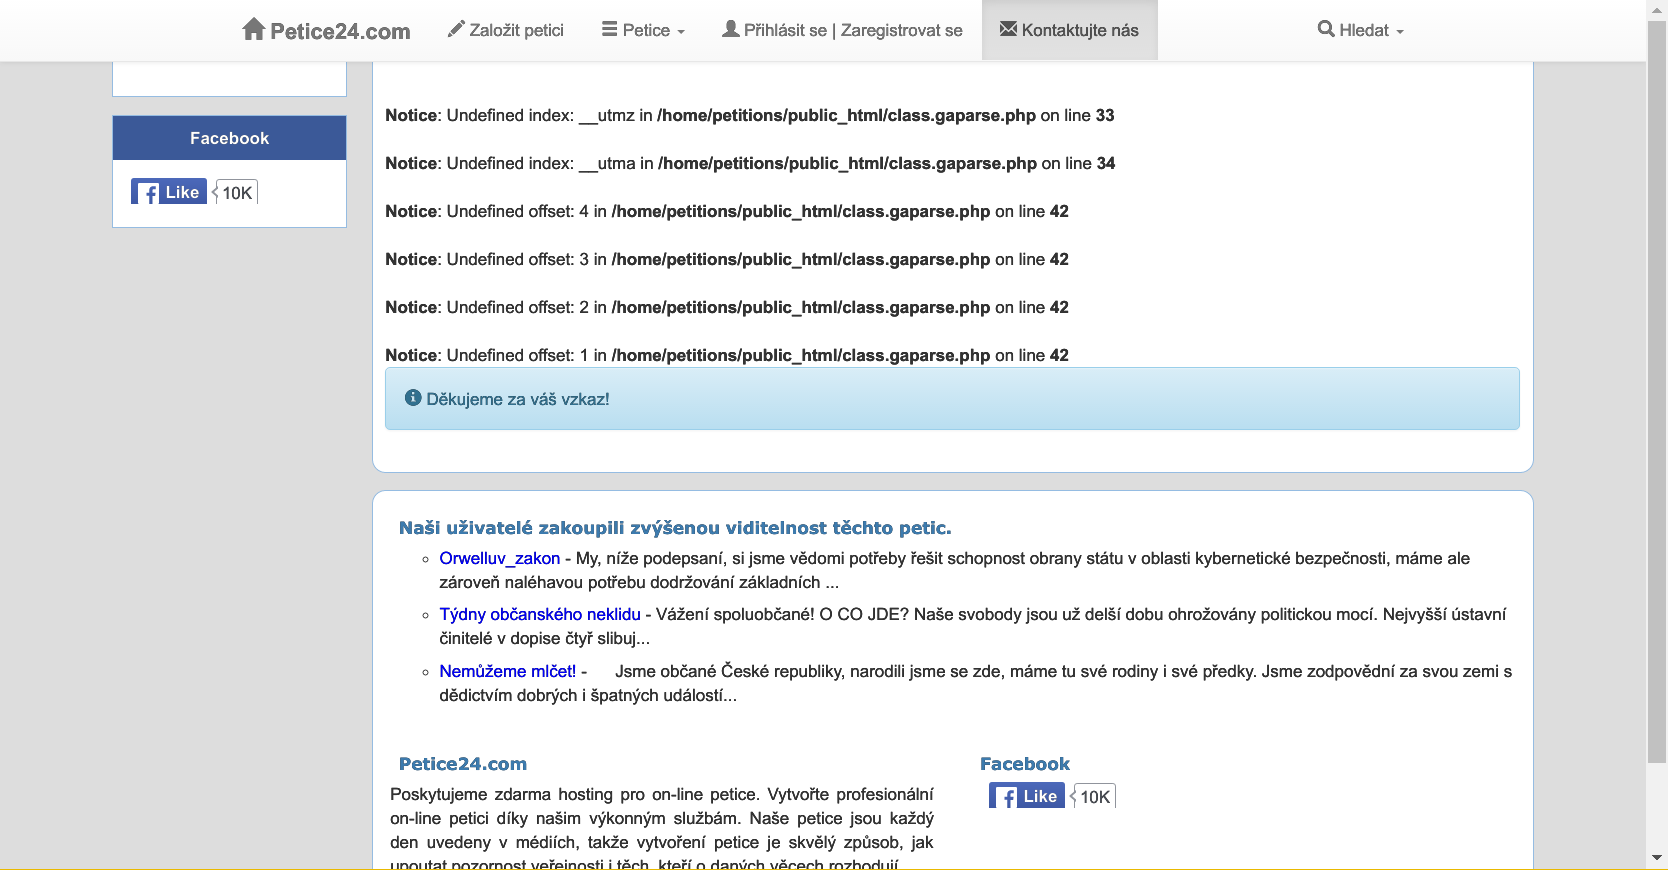 Petice24.com
Založit petici
Petice
Přihlásit se | Zaregistrovat se
Kontaktujte nás
Hledat
Facebook
Like 10K
Notice: Undefined index: __utmz in /home/petitions/public_html/class.gaparse.php on line 33
Notice: Undefined index: __utma in /home/petitions/public_html/class.gaparse.php on line 34
Notice: Undefined offset: 4 in /home/petitions/public_html/class.gaparse.php on line 42
Notice: Undefined offset: 3 in /home/petitions/public_html/class.gaparse.php on line 42
Notice: Undefined offset: 2 in /home/petitions/public_html/class.gaparse.php on line 42
Notice: Undefined offset: 1 in /home/petitions/public_html/class.gaparse.php on line 42
Děkujeme za váš vzkaz!
Naši uživatelé zakoupili zvýšenou viditelnost těchto petic.
Orwelluv_zakon - My, níže podepsaní, si jsme vědomi potřeby řešit schopnost obrany státu v oblasti kybernetické bezpečnosti, máme ale
zároveň naléhavou potřebu dodržování základních ...
Týdny občanského neklidu - Vážení spoluobčané! O CO JDE? Naše svobody jsou už delší dobu ohrožovány politickou mocí. Nejvyšší ústavní
činitelé v dopise čtyř slibuj...
Nemůžeme mlčet! - Jsme občané České republiky, narodili jsme se zde, máme tu své rodiny i své předky. Jsme zodpovědní za svou zemi s
dědictvím dobrých i špatných událostí...
Petice24.com
Poskytujeme zdarma hosting pro on-line petice. Vytvořte profesionální
on-line petici díky našim výkonným službám. Naše petice jsou každý
den uvedeny v médiích, takže vytvoření petice je skvělý způsob, jak
upoutat pozornost veřejnosti i těch, kteří o daných věcech rozhodují.
Facebook
Like 10K